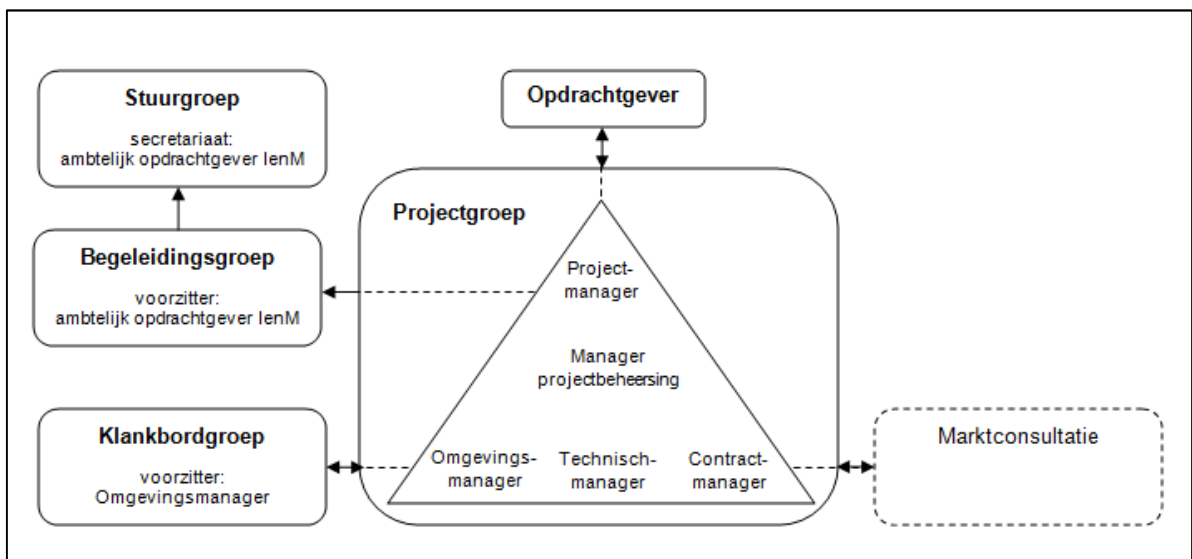 Stuurgroep
secretariaat:
ambtelijk opdrachtgever IenM
Opdrachtgever
Begeleidingsgroep
voorzitter:
ambtelijk opdrachtgever IenM
Projectgroep
Project-
manager
Manager
projectbeheersing
Klankbordgroep
voorzitter:
Omgevingsmanager
Omgevings-
manager
Technisch-
manager
Contract-
manager
Marktconsultatie